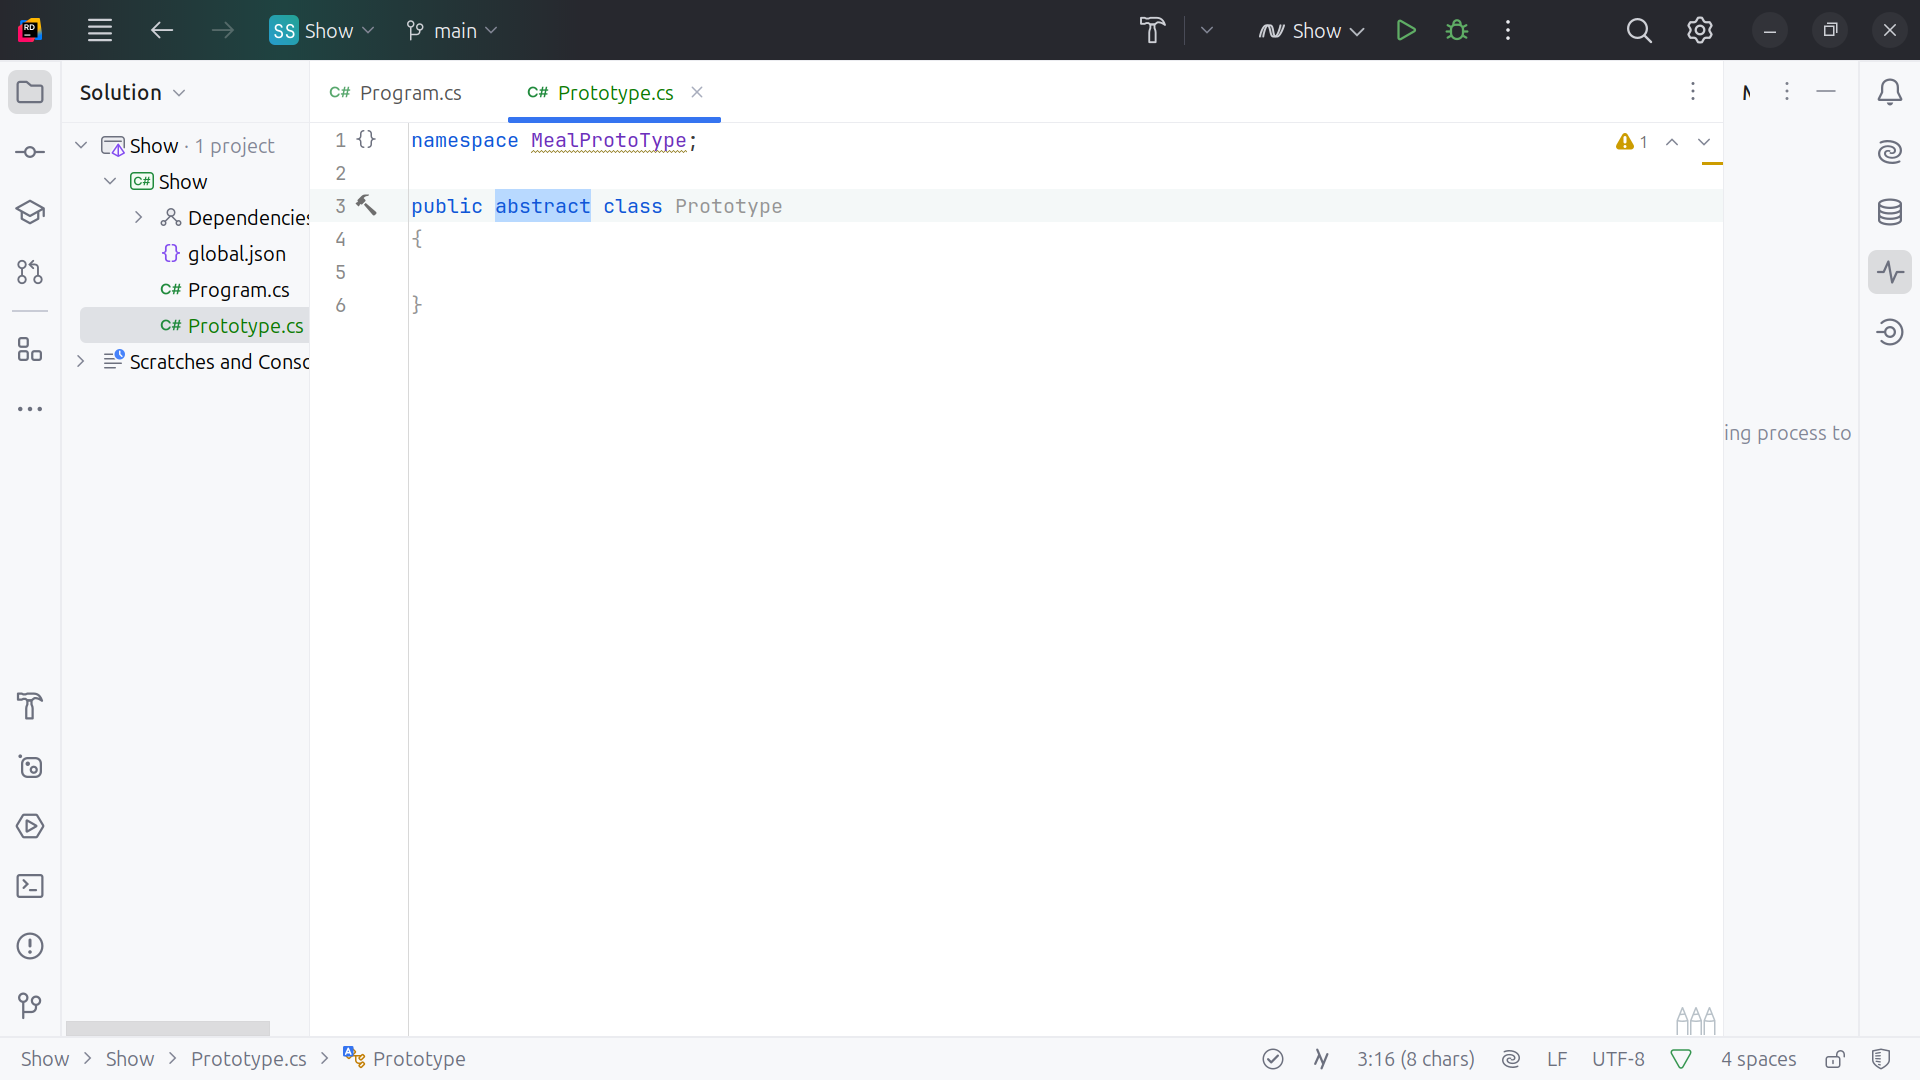 SS Show main Show
Solution
C# Program.cs C# Prototype.cs
Show · 1 project
C# Show
Dependencies
{} global.json
C# Program.cs
C# Prototype.cs
Scratches and Consc
1 {} namespace MealProtoType;
2
3 public abstract class Prototype
4 {
5
6 }
1
ing process to
Show > Show > Prototype.cs > Prototype
3:16 (8 chars) LF UTF-8 4 spaces